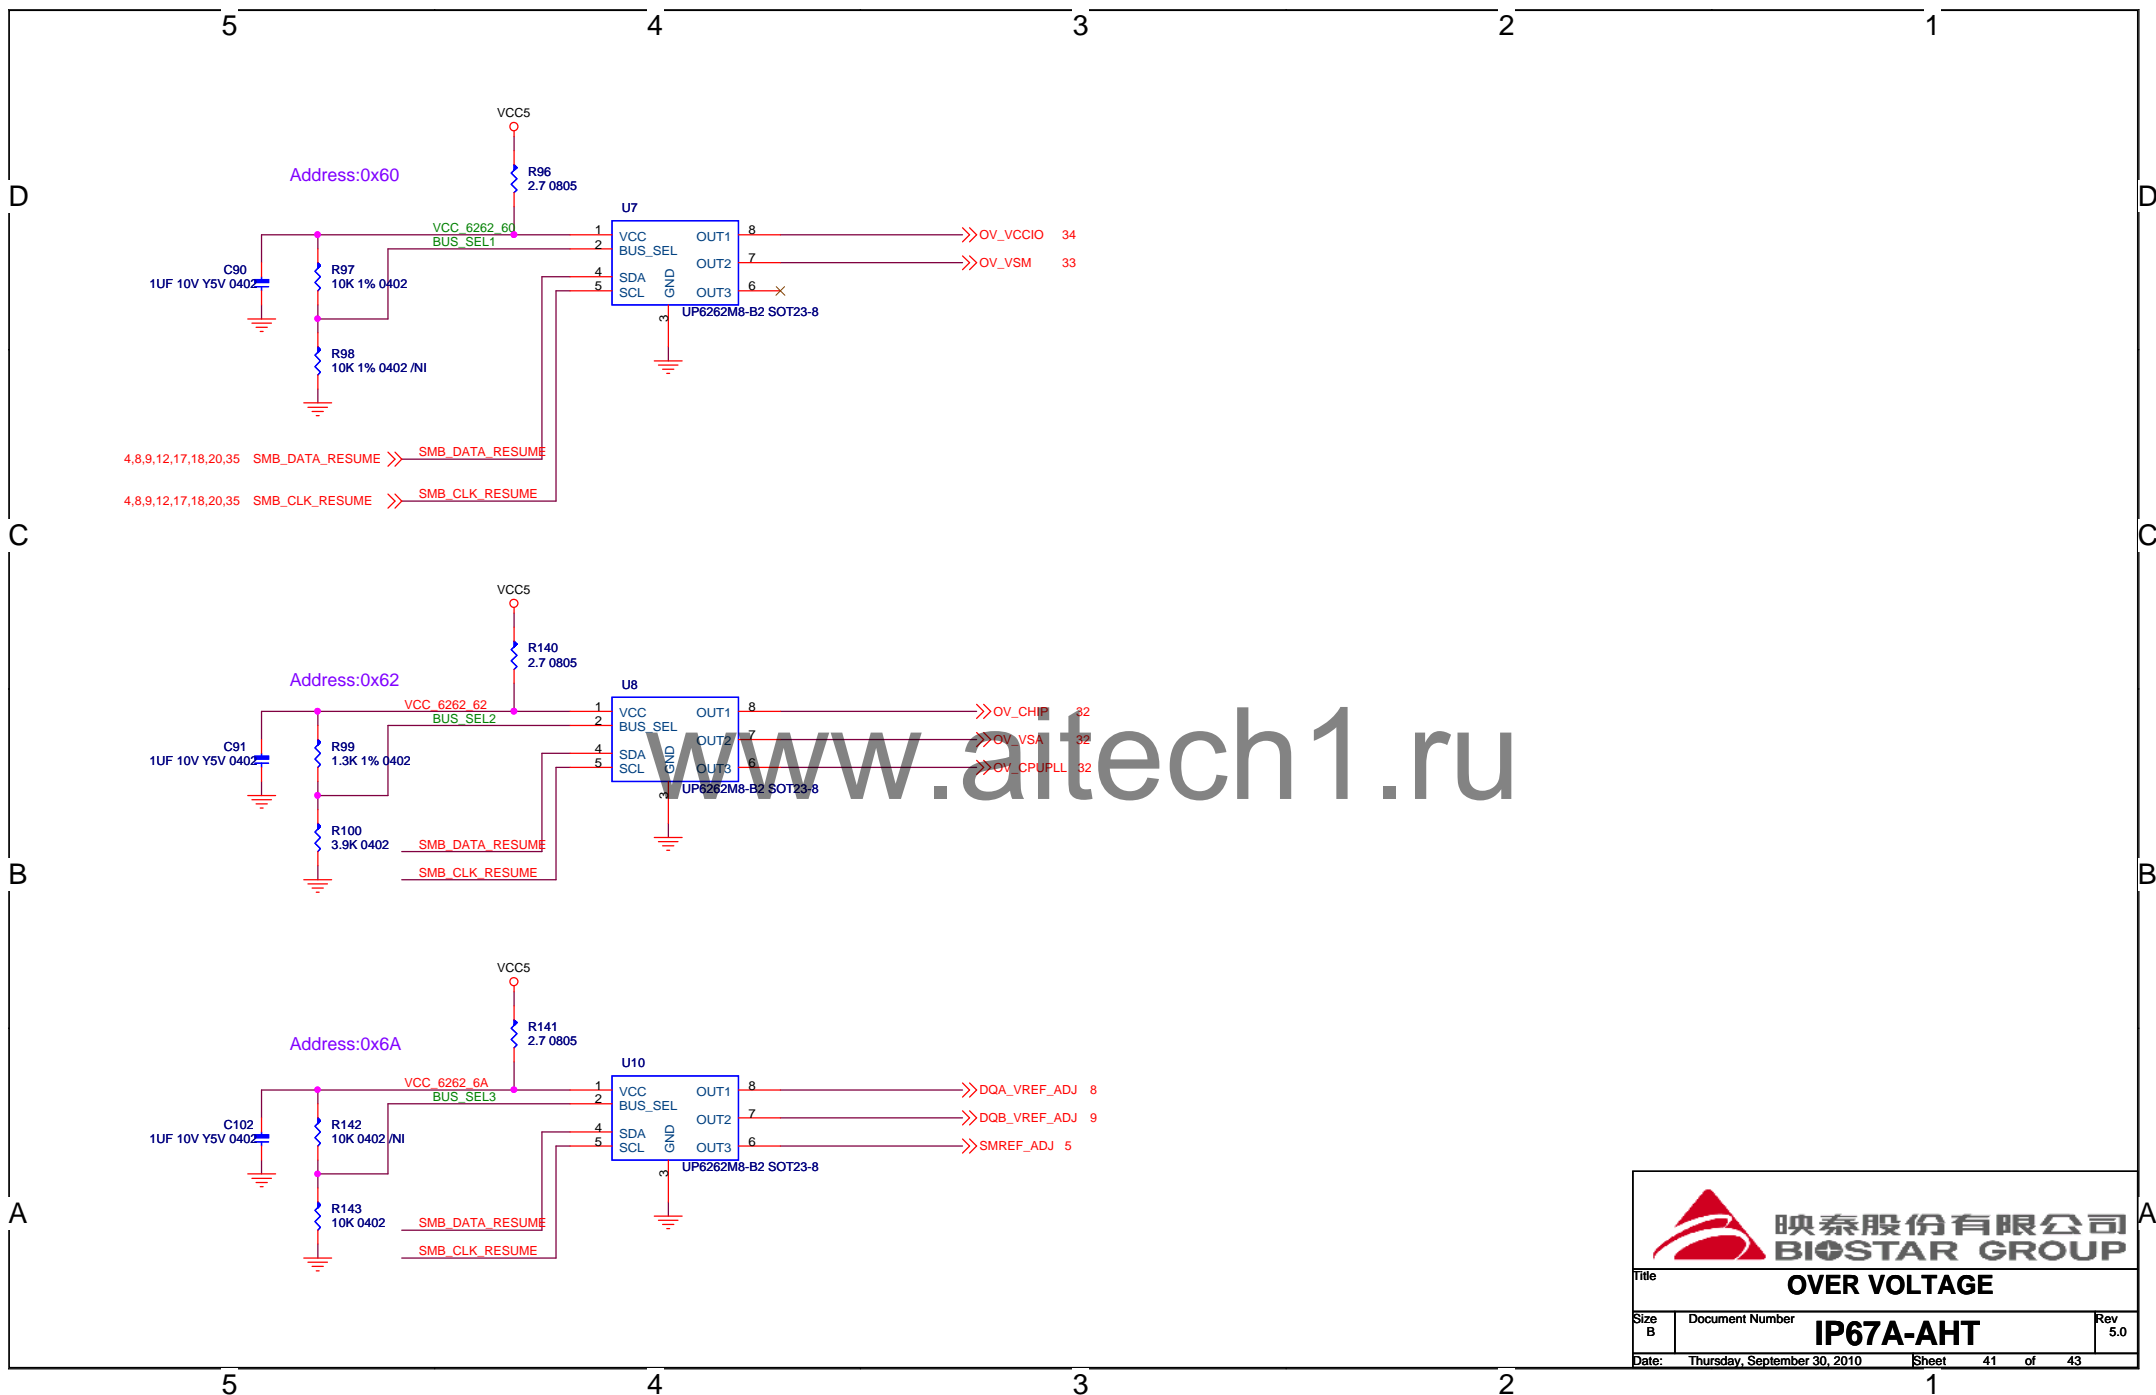 5 4 3 2 1
VCC5
Address:0x60
R96
2.7 0805
D D
U7
VCC_6262_60
BUS_SEL1
1 VCC OUT1 8
2 BUS_SEL
OUT2 7
4 SDA
5 SCL GND OUT3 6
3
UP6262M8-B2 SOT23-8
OV_VCCIO 34
OV_VSM 33
C90
1UF 10V Y5V 0402
R97
10K 1% 0402
R98
10K 1% 0402 /NI
4,8,9,12,17,18,20,35 SMB_DATA_RESUME SMB_DATA_RESUME
4,8,9,12,17,18,20,35 SMB_CLK_RESUME SMB_CLK_RESUME
C C
VCC5
R140
2.7 0805
Address:0x62
U8
VCC_6262_62
BUS_SEL2
1 VCC OUT1 8
2 BUS_SEL
OUT2 7
4 SDA
5 SCL GND OUT3 6
3
UP6262M8-B2 SOT23-8
OV_CHIP 32
OV_VSA 32
OV_CPUPLL 32
www.aitech1.ru
C91
1UF 10V Y5V 0402
R99
1.3K 1% 0402
R100
3.9K 0402
SMB_DATA_RESUME
SMB_CLK_RESUME
B B
VCC5
R141
2.7 0805
Address:0x6A
U10
VCC_6262_6A
BUS_SEL3
1 VCC OUT1 8
2 BUS_SEL
OUT2 7
4 SDA
5 SCL GND OUT3 6
3
UP6262M8-B2 SOT23-8
DQA_VREF_ADJ 8
DQB_VREF_ADJ 9
SMREF_ADJ 5
C102
1UF 10V Y5V 0402
R142
10K 0402 /NI
R143
10K 0402
SMB_DATA_RESUME
SMB_CLK_RESUME
A A
映泰股份有限公司
BIOSTAR GROUP
Title
OVER VOLTAGE
Size Document Number Rev
B IP67A-AHT 5.0
Date: Thursday, September 30, 2010 Sheet 41 of 43
5 4 3 2 1